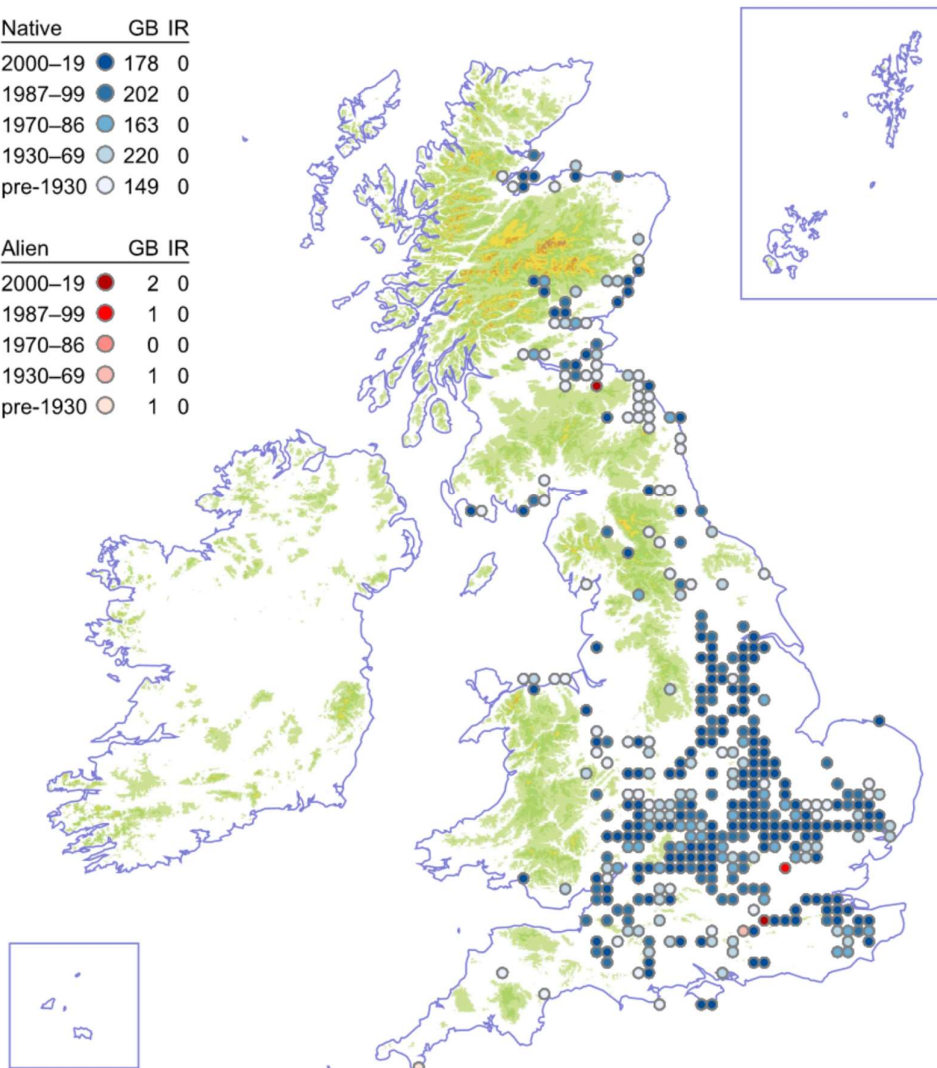 Native GB IR
2000–19 178 0
1987–99 202 0
1970–86 163 0
1930–69 220 0
pre-1930 149 0
Alien GB IR
2000–19 2 0
1987–99 1 0
1970–86 0 0
1930–69 1 0
pre-1930 1 0